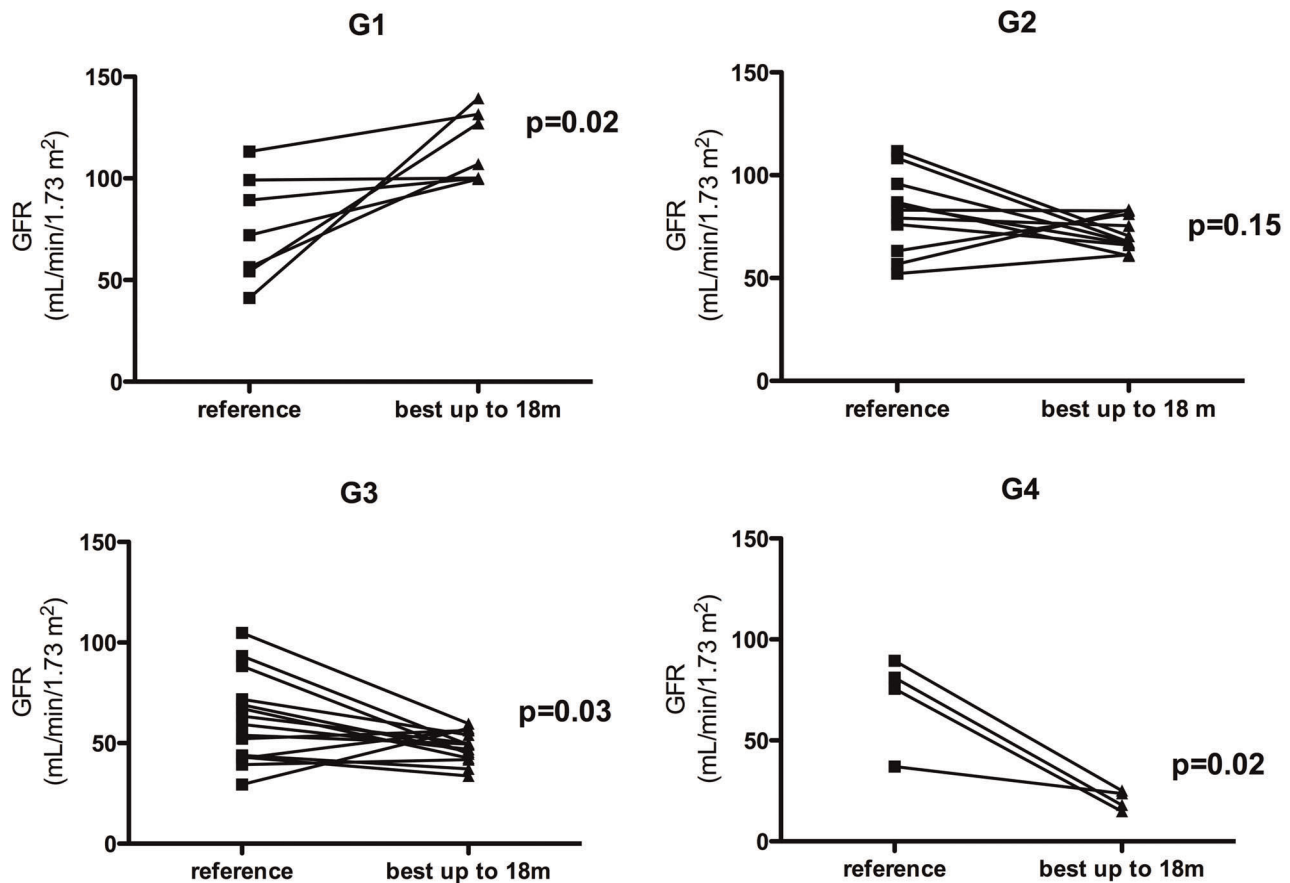 G1
150
100
50
0
GFR
(mL/min/1.73 m²)
p=0.02
reference
best up to 18m
G2
150
100
50
0
GFR
(mL/min/1.73 m²)
p=0.15
reference
best up to 18 m
G3
150
100
50
0
GFR
(mL/min/1.73 m²)
p=0.03
reference
best up to 18m
G4
150
100
50
0
GFR
(mL/min/1.73 m²)
p=0.02
reference
best up to 18m